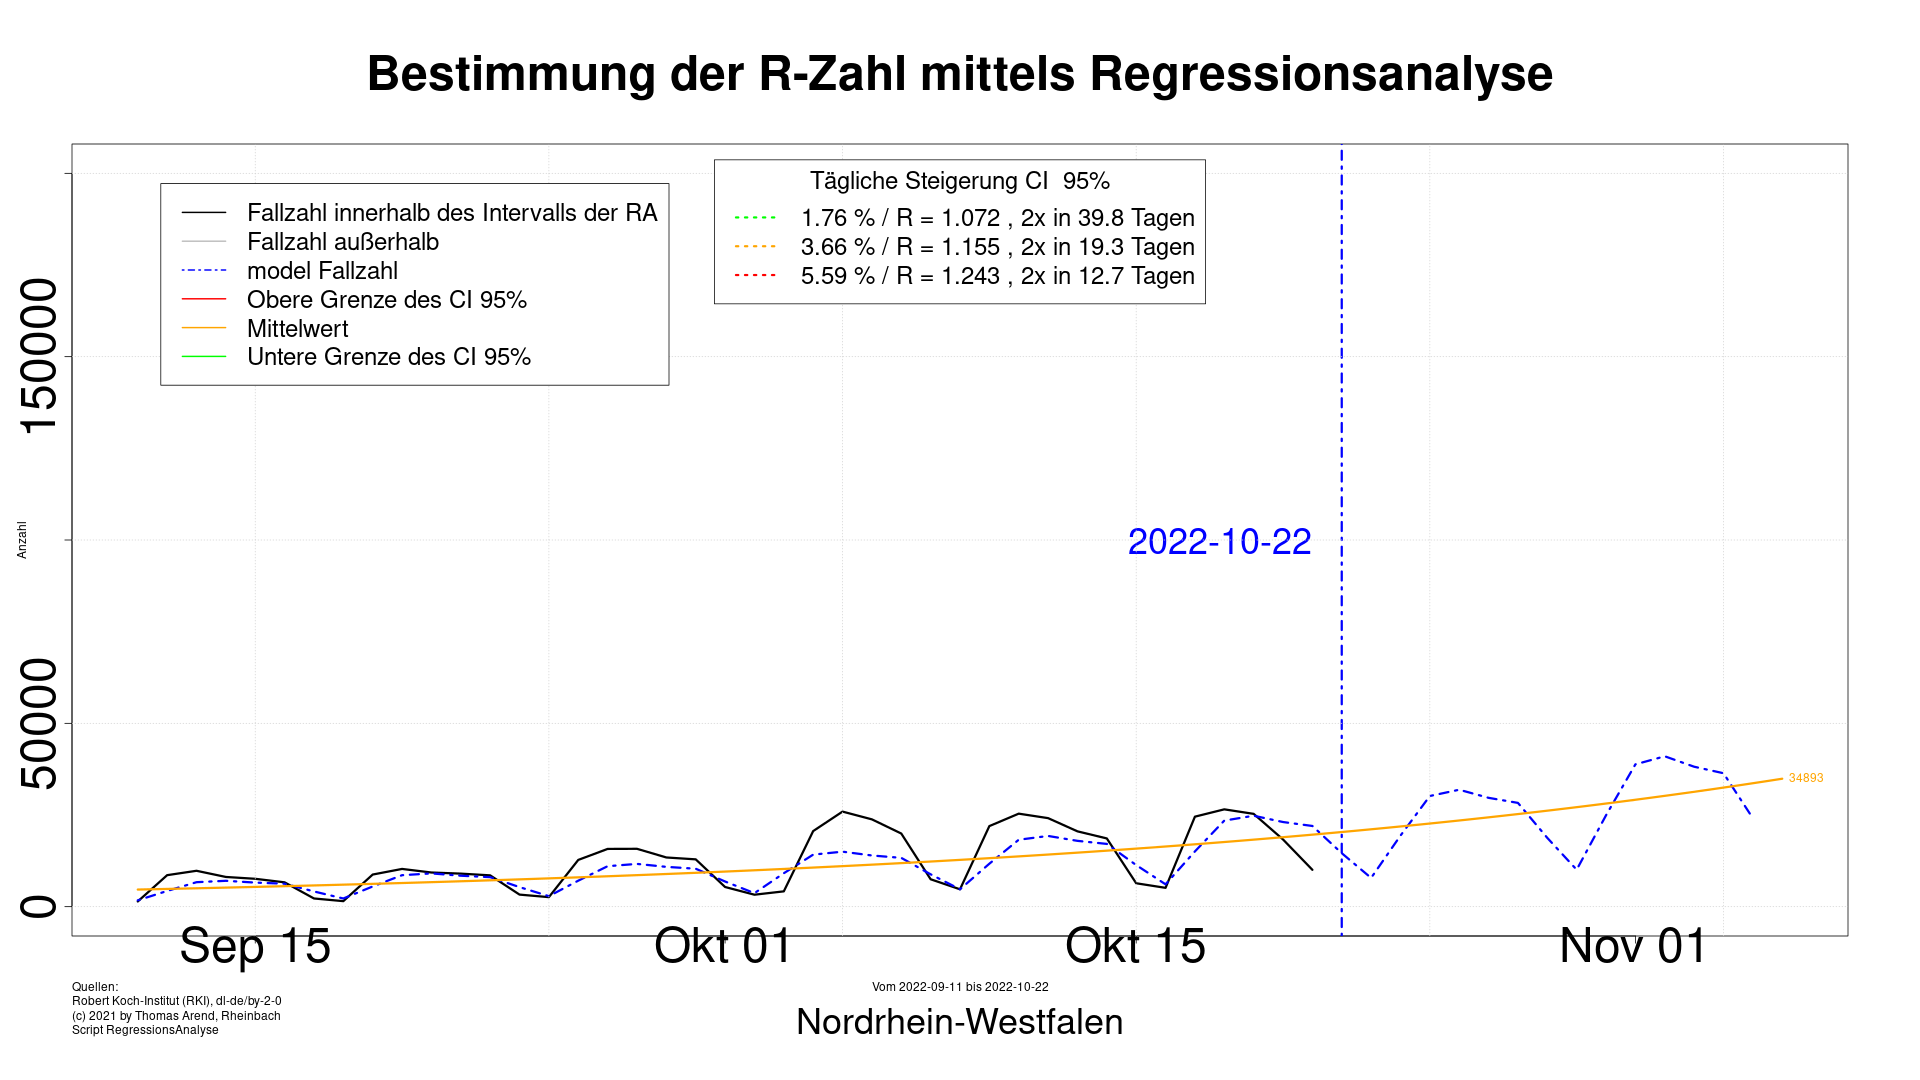 Bestimmung der R-Zahl mittels Regressionsanalyse
Fallzahl innerhalb des Intervalls der RA
Fallzahl außerhalb
model Fallzahl
Obere Grenze des CI 95%
Mittelwert
Untere Grenze des CI 95%
Tägliche Steigerung CI  95%
1.76 % / R = 1.072 , 2x in 39.8 Tagen
3.66 % / R = 1.155 , 2x in 19.3 Tagen
5.59 % / R = 1.243 , 2x in 12.7 Tagen
150000
50000
0
Anzahl
2022-10-22
34893
Sep 15
Okt 01
Okt 15
Nov 01
Quellen:
Robert Koch-Institut (RKI), dl-de/by-2-0
(c) 2021 by Thomas Arend, Rheinbach
Script RegressionsAnalyse
Vom 2022-09-11 bis 2022-10-22
Nordrhein-Westfalen